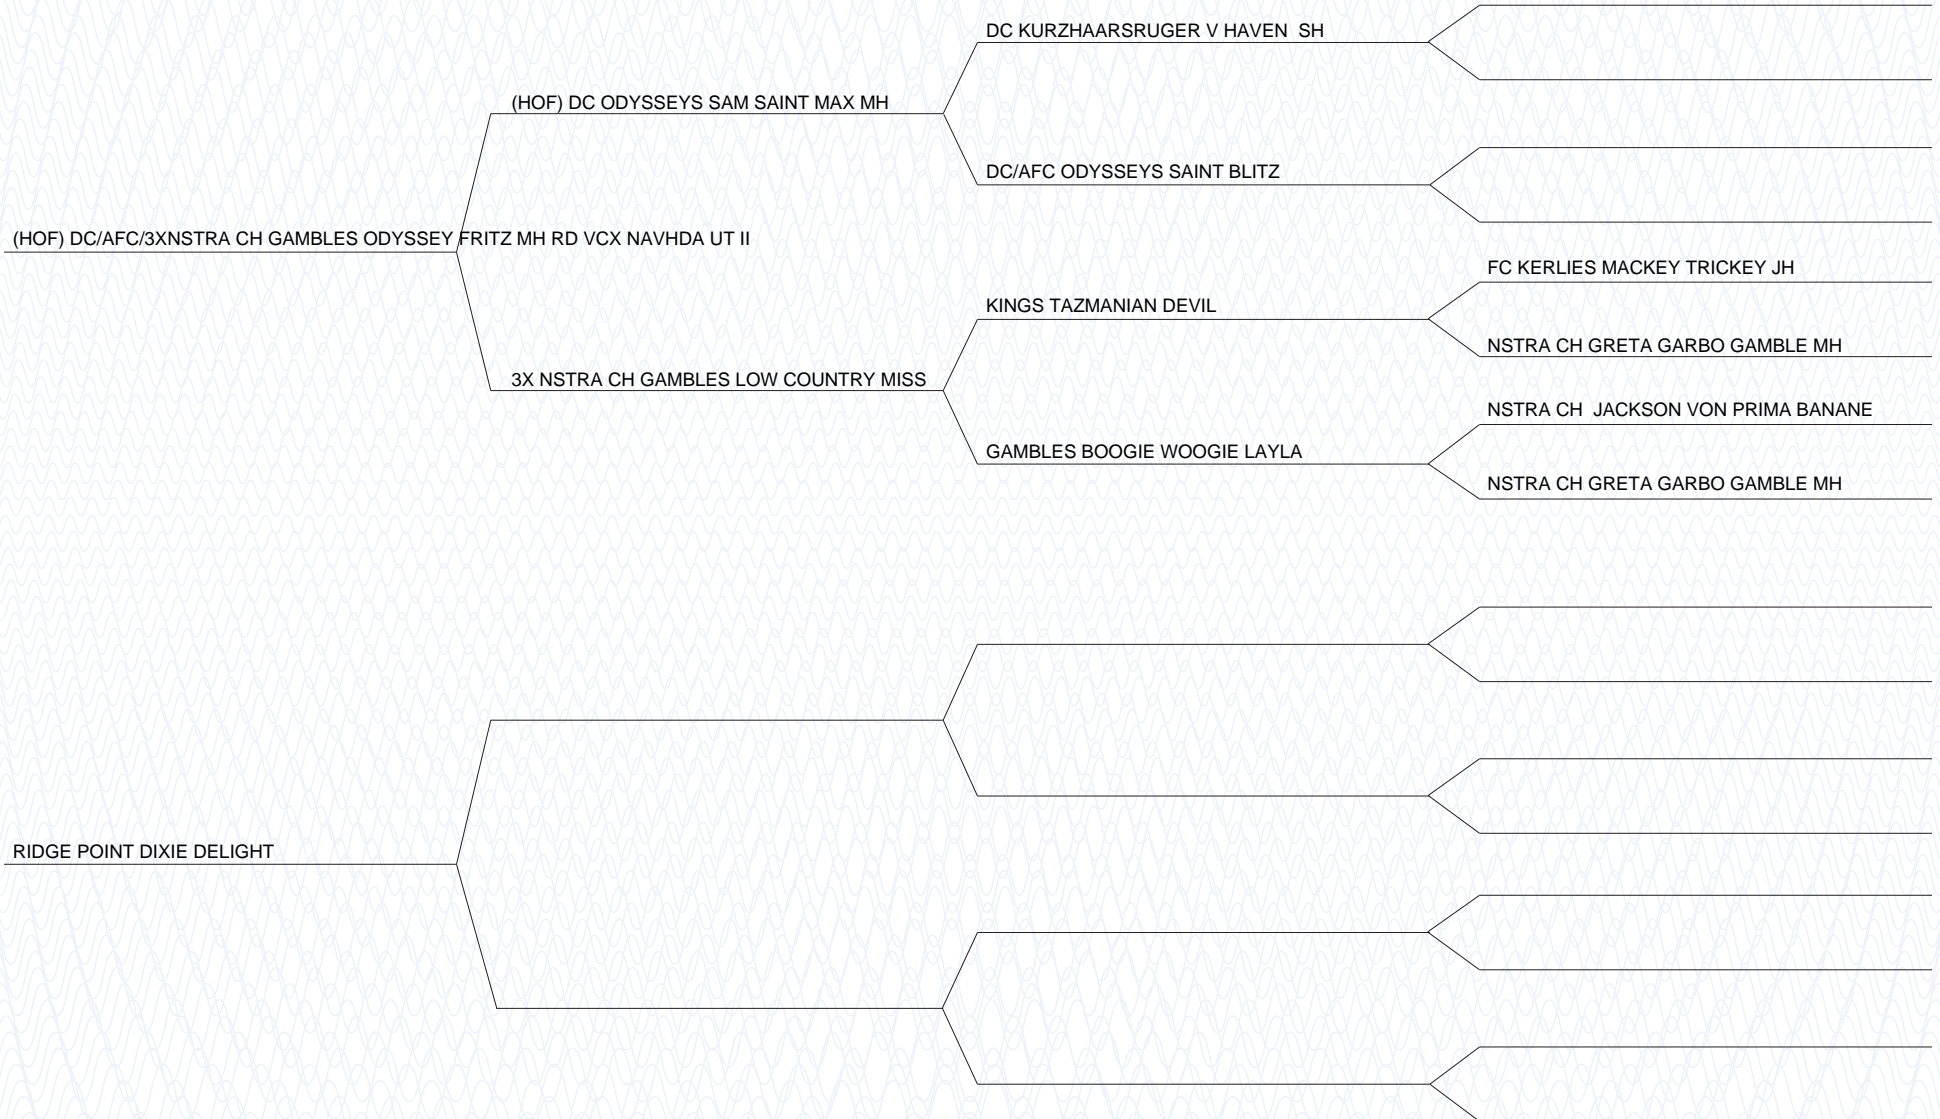 DC KURZHAARSRUGER V HAVEN  SH
(HOF) DC ODYSSEYS SAM SAINT MAX MH
DC/AFC ODYSSEYS SAINT BLITZ
(HOF) DC/AFC/3XNSTRA CH GAMBLES ODYSSEY FRITZ MH RD VCX NAVHDA UT II
FC KERLIES MACKEY TRICKEY JH
KINGS TAZMANIAN DEVIL
NSTRA CH GRETA GARBO GAMBLE MH
3X NSTRA CH GAMBLES LOW COUNTRY MISS
NSTRA CH  JACKSON VON PRIMA BANANE
GAMBLES BOOGIE WOOGIE LAYLA
NSTRA CH GRETA GARBO GAMBLE MH
RIDGE POINT DIXIE DELIGHT